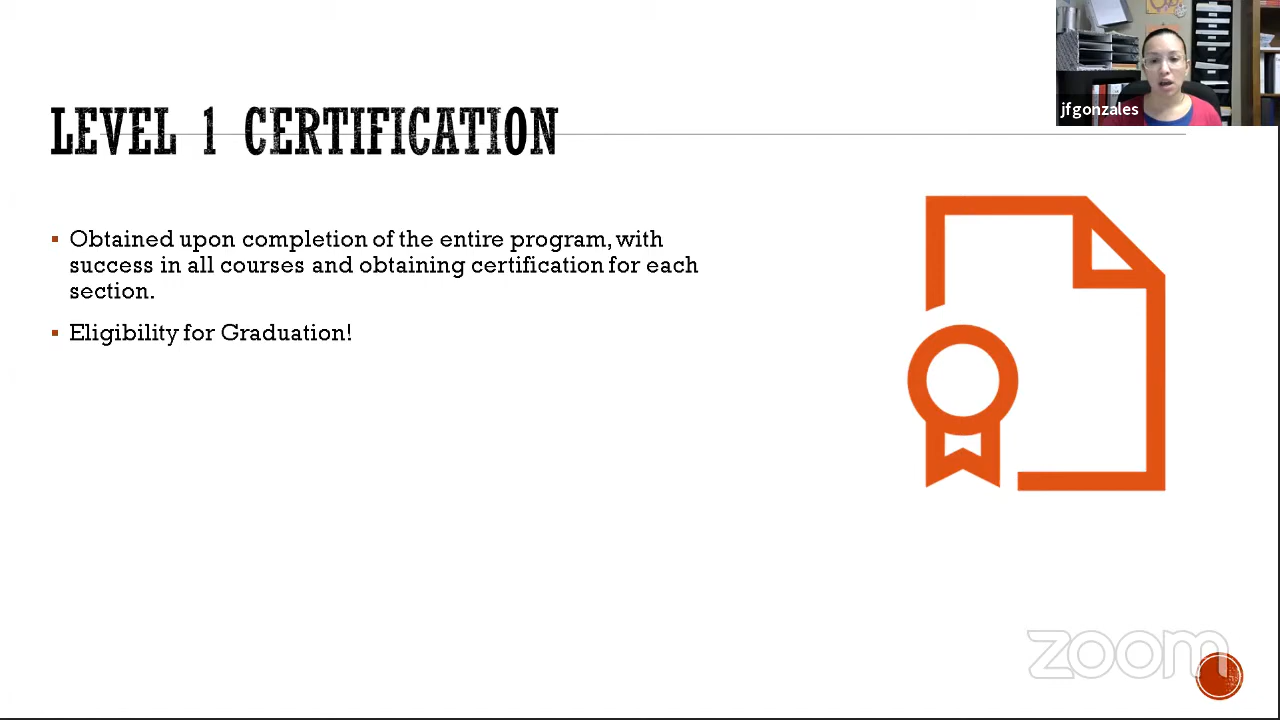 jfgonzales
LEVEL 1 CERTIFICATION
Obtained upon completion of the entire program, with
success in all courses and obtaining certification for each
section.
Eligibility for Graduation!
zoom